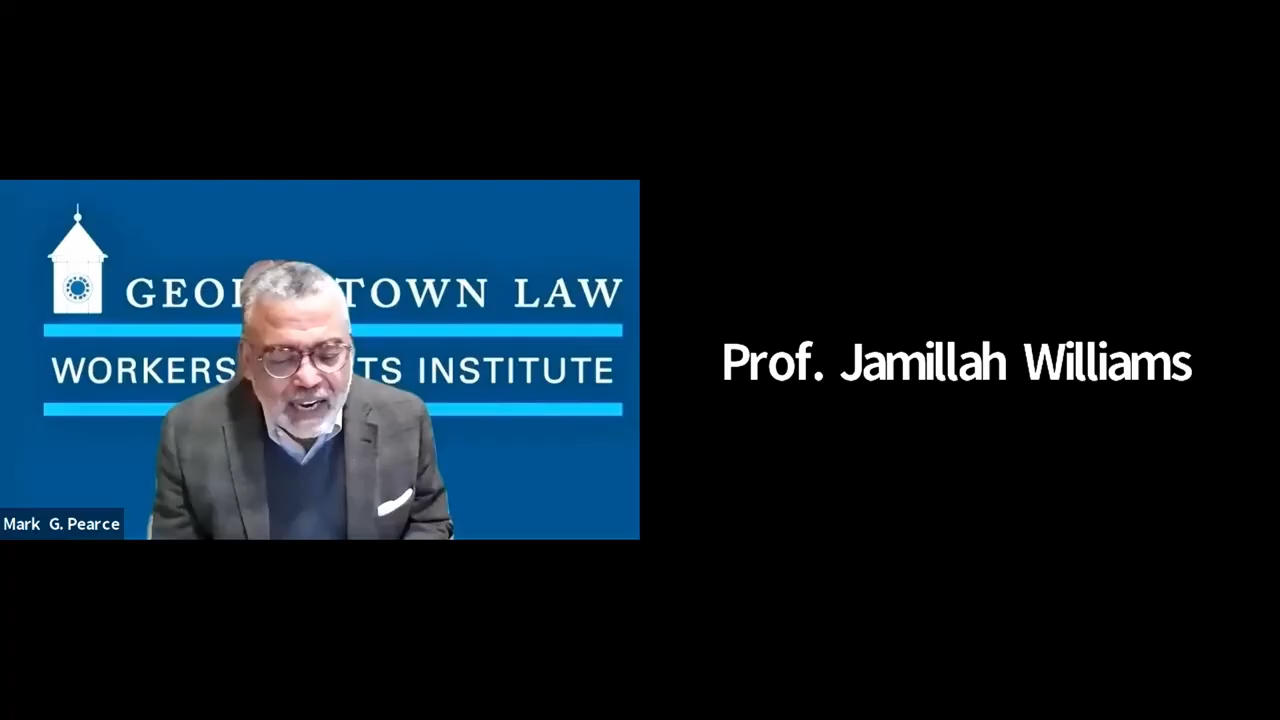 GEO TOWN LAW
WORKERS TS INSTITUTE
Mark G. Pearce
Prof. Jamillah Williams